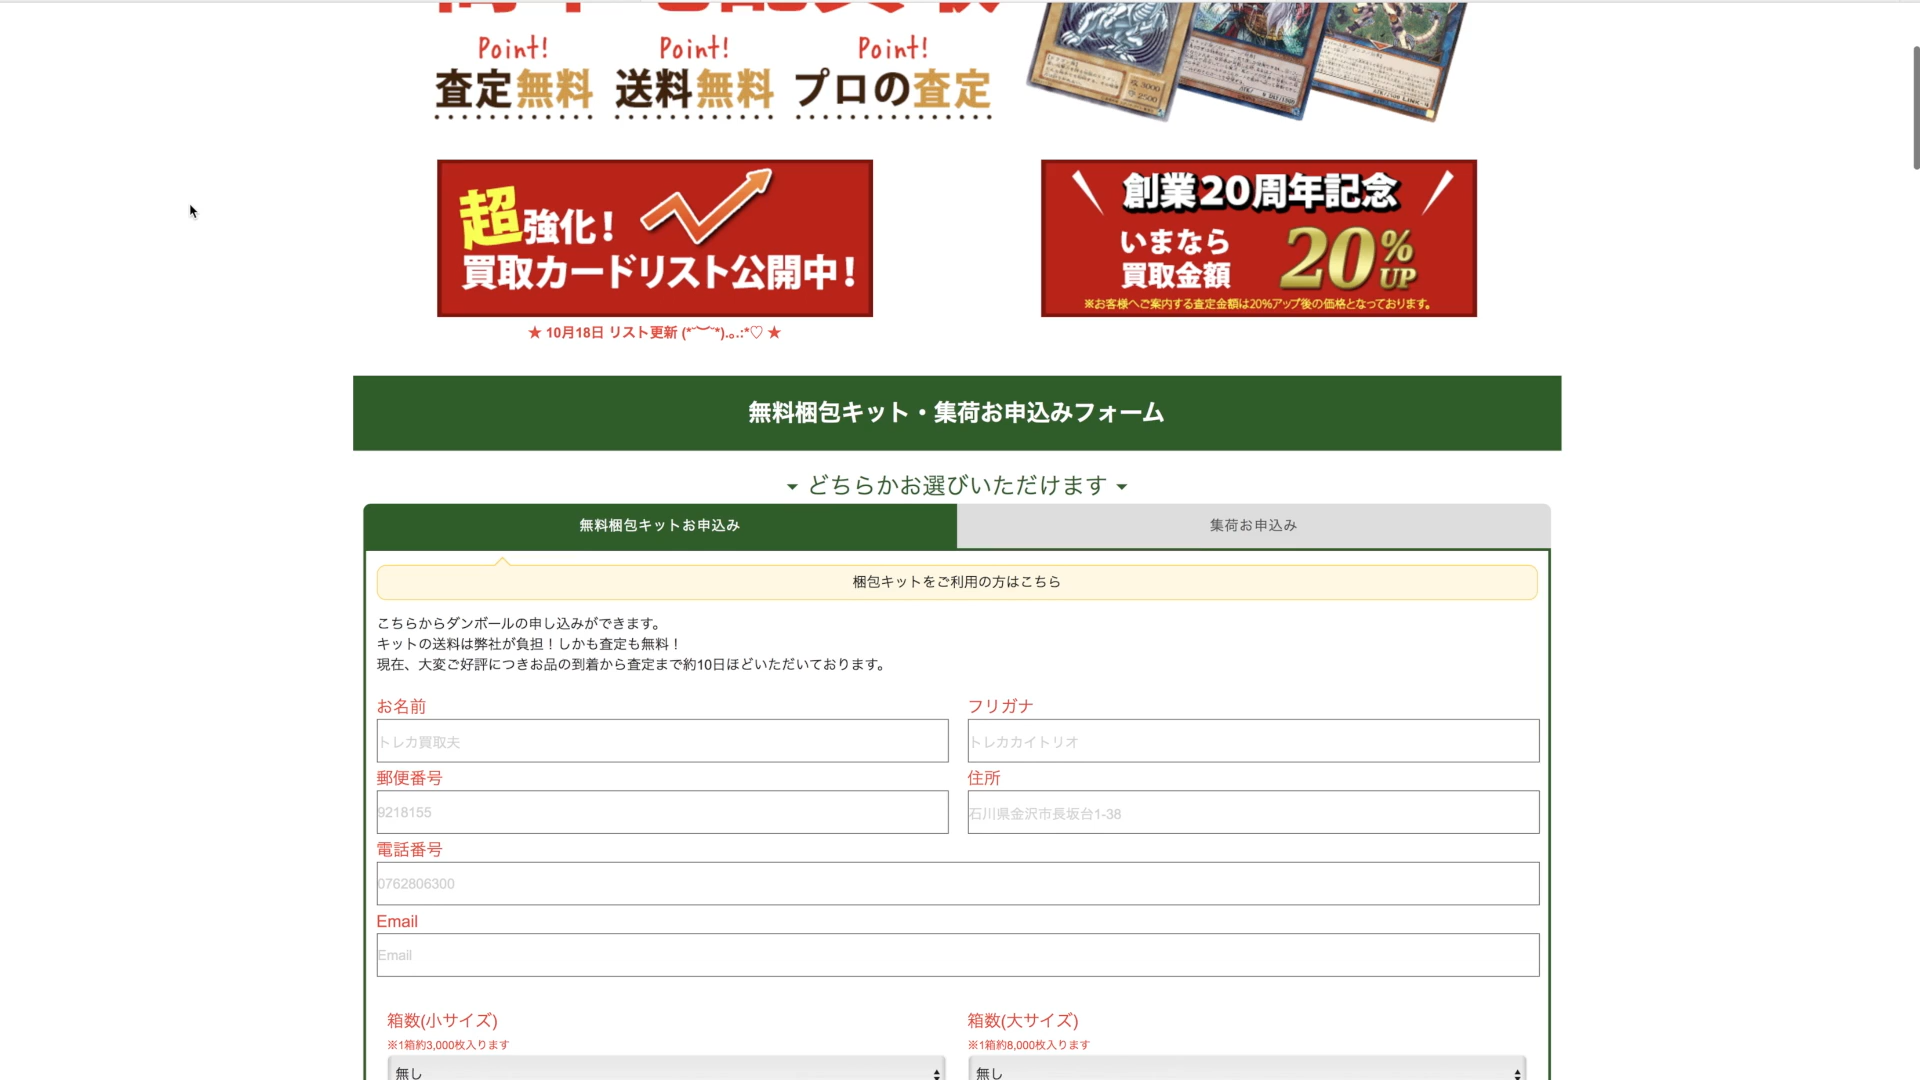 Point!
Point!
Point!
査定無料
送料無料
プロの査定
超強化!
買取カードリスト公開中!
創業20周年記念
いまなら
買取金額
20%UP
※お客様へご案内する査定金額は20%アップ後の価格となっております。
★ 10月18日 リスト更新 (*˘︶˘*).｡.:*♡ ★
無料梱包キット・集荷お申込みフォーム
どちらかお選びいただけます
無料梱包キットお申込み
集荷お申込み
梱包キットをご利用の方はこちら
こちらからダンボールの申し込みができます。
キットの送料は弊社が負担！しかも査定も無料！
現在、大変ご好評につきお品の到着から査定まで約10日ほどいただいております。
お名前
フリガナ
トレカ買取夫
トレカカイトリオ
郵便番号
住所
9218155
石川県金沢市長坂台1-38
電話番号
0762806300
Email
Email
箱数(小サイズ)
箱数(大サイズ)
※1箱約3,000枚入ります
※1箱約8,000枚入ります
無し
無し